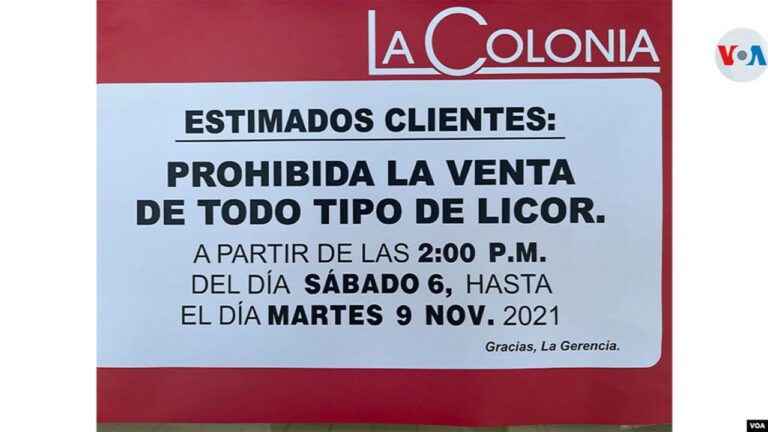 LA COLONIA
VOA
ESTIMADOS CLIENTES:
PROHIBIDA LA VENTA
DE TODO TIPO DE LICOR.
A PARTIR DE LAS 2:00 P.M.
DEL DÍA SÁBADO 6, HASTA
EL DÍA MARTES 9 NOV. 2021
Gracias, La Gerencia.
VOA